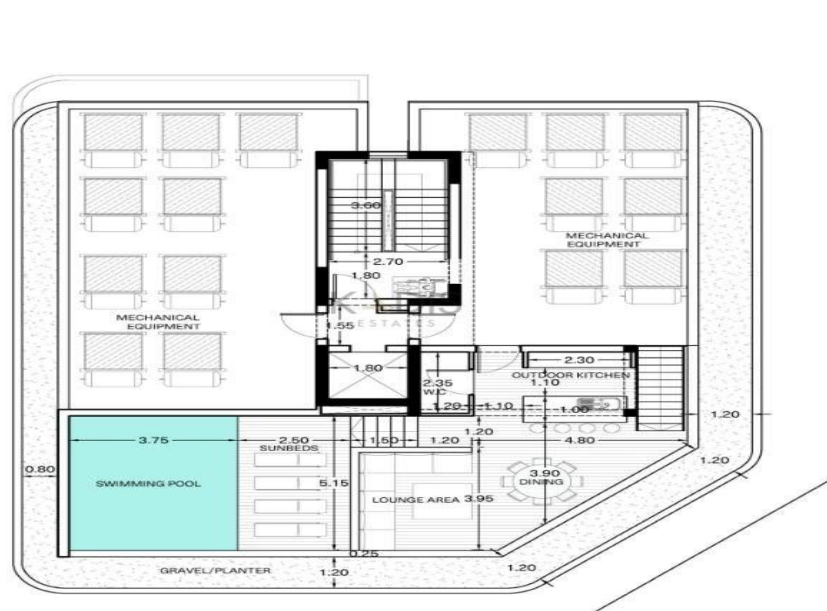 3.60
2.70
1.80
MECHANICAL
EQUIPMENT
ESTATES
MECHANICAL
EQUIPMENT
1.55
1.80
2.35
W.C
2.30
OUTDOOR KITCHEN
1.10
1.20
1.10
1.00
1.20
3.75
2.50
1.50
1.20
1.20
4.80
SUNBEDS
1.20
0.80
SWIMMING POOL
5.15
LOUNGE AREA
3.95
3.90
DINING
0.25
GRAVEL/PLANTER
1.20
1.20